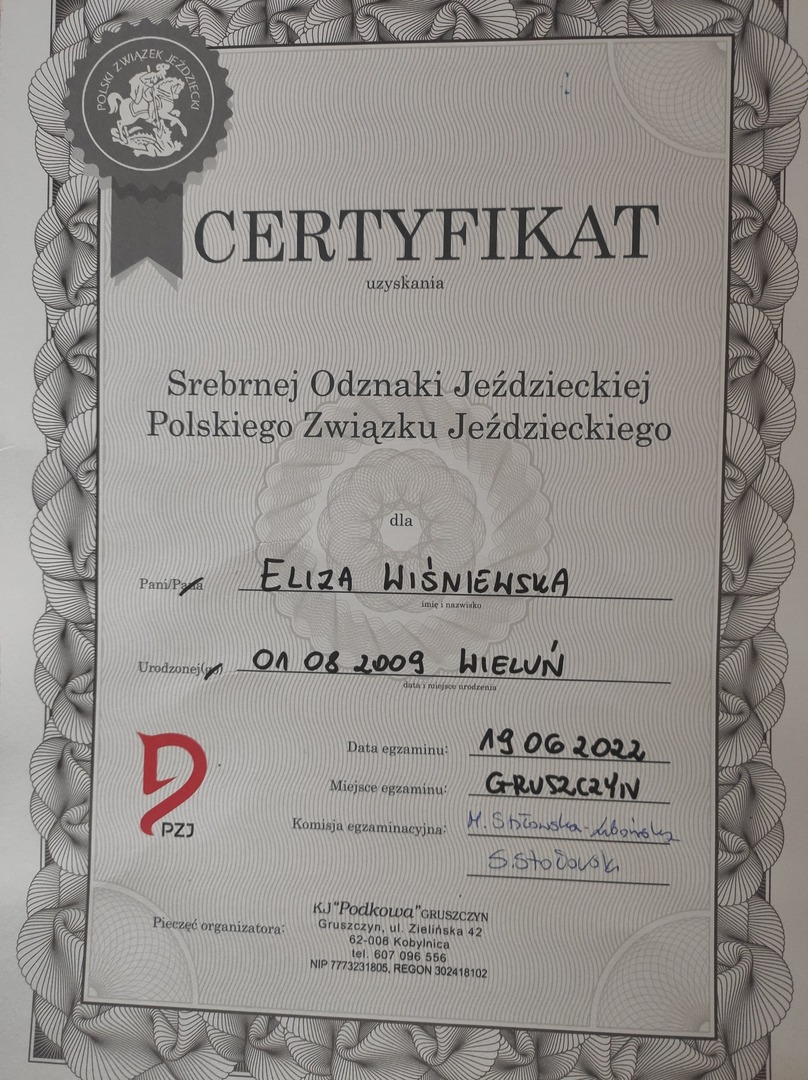 POLSKI ZWIĄZEK JEŹDZIECKI
CERTYFIKAT
uzyskania
Srebrnej Odznaki Jeździeckiej
Polskiego Związku Jeździeckiego
dla
Pani/Pana ELIZA WIŚNIEWSKA
imię i nazwisko
Urodzonej(go) 01 08 2009 WIELUŃ
data i miejsce urodzenia
Data egzaminu: 19 06 2022
Miejsce egzaminu: GRUSZCZYN
Komisja egzaminacyjna:
PZJ
Pieczęć organizatora:
KJ "Podkowa" GRUSZCZYN
Gruszczyn, ul. Zielińska 42
62-006 Kobylnica
tel. 607 096 556
NIP 7773231805, REGON 302418102